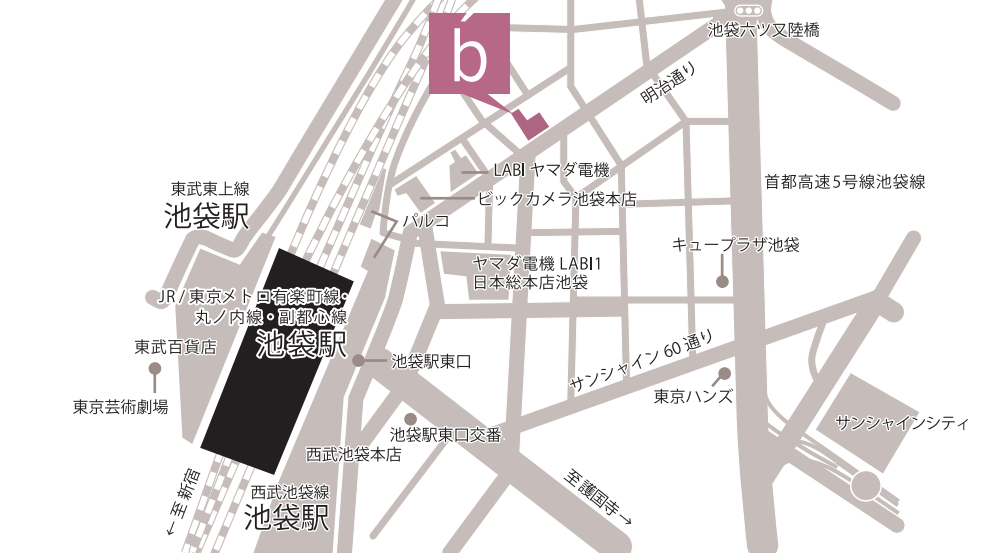 池袋六ツ又陸橋
b
明治通り
LABI ヤマダ電機
首都高速5号線池袋線
東武東上線
池袋駅
ビックカメラ池袋本店
パルコ
キュープラザ池袋
ヤマダ電機 LABI1
日本総本店池袋
JR/東京メトロ有楽町線・
丸ノ内線・副都心線
池袋駅
東武百貨店
池袋駅東口
サンシャイン 60 通り
東京ハンズ
東京芸術劇場
サンシャインシティ
池袋駅東口交番
西武池袋本店
西武池袋線
池袋駅
← 至 新宿
至 護国寺 →